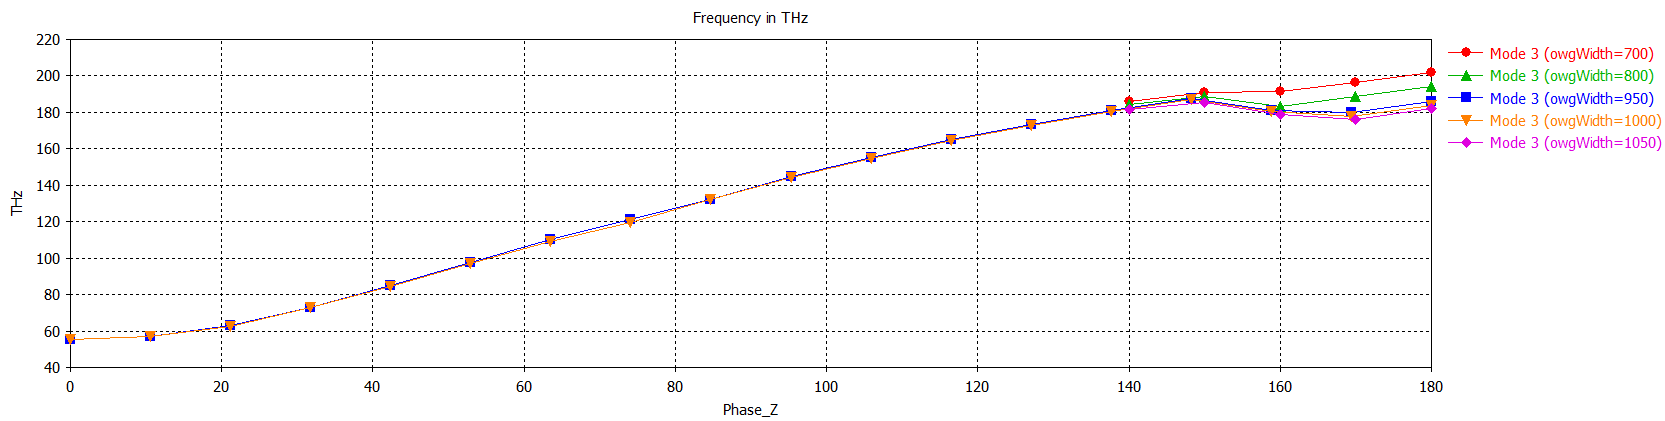 Frequency in THz
220
200
180
160
140
120
100
80
60
40
THz
0 20 40 60 80 100 120 140 160 180
Phase_Z
Mode 3 (owgWidth=700)
Mode 3 (owgWidth=800)
Mode 3 (owgWidth=950)
Mode 3 (owgWidth=1000)
Mode 3 (owgWidth=1050)